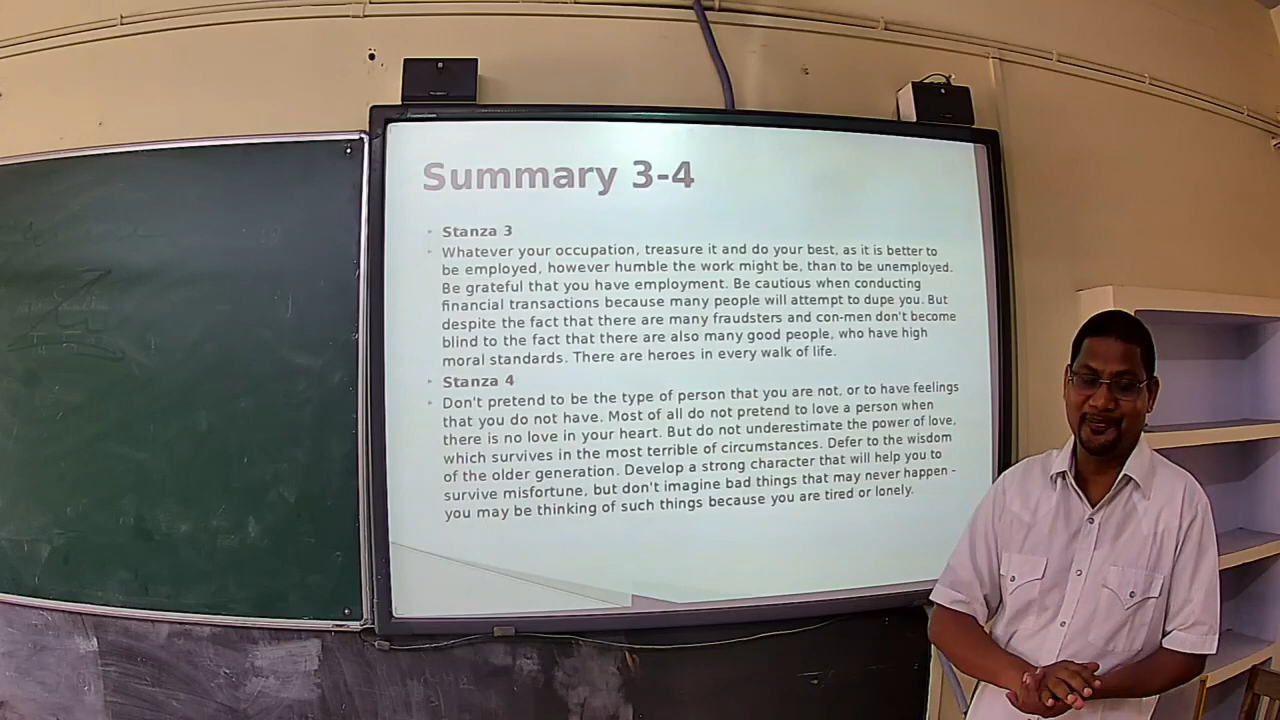 Summary 3-4
Stanza 3
Whatever your occupation, treasure it and do your best, as it is better to
be employed, however humble the work might be, than to be unemployed.
Be grateful that you have employment. Be cautious when conducting
financial transactions because many people will attempt to dupe you. But
despite the fact that there are many fraudsters and con-men don't become
blind to the fact that there are also many good people, who have high
moral standards. There are heroes in every walk of life.
Stanza 4
Don't pretend to be the type of person that you are not, or to have feelings
that you do not have. Most of all do not pretend to love a person when
there is no love in your heart. But do not underestimate the power of love,
which survives in the most terrible of circumstances. Defer to the wisdom
of the older generation. Develop a strong character that will help you to
survive misfortune, but don't imagine bad things that may never happen -
you may be thinking of such things because you are tired or lonely.